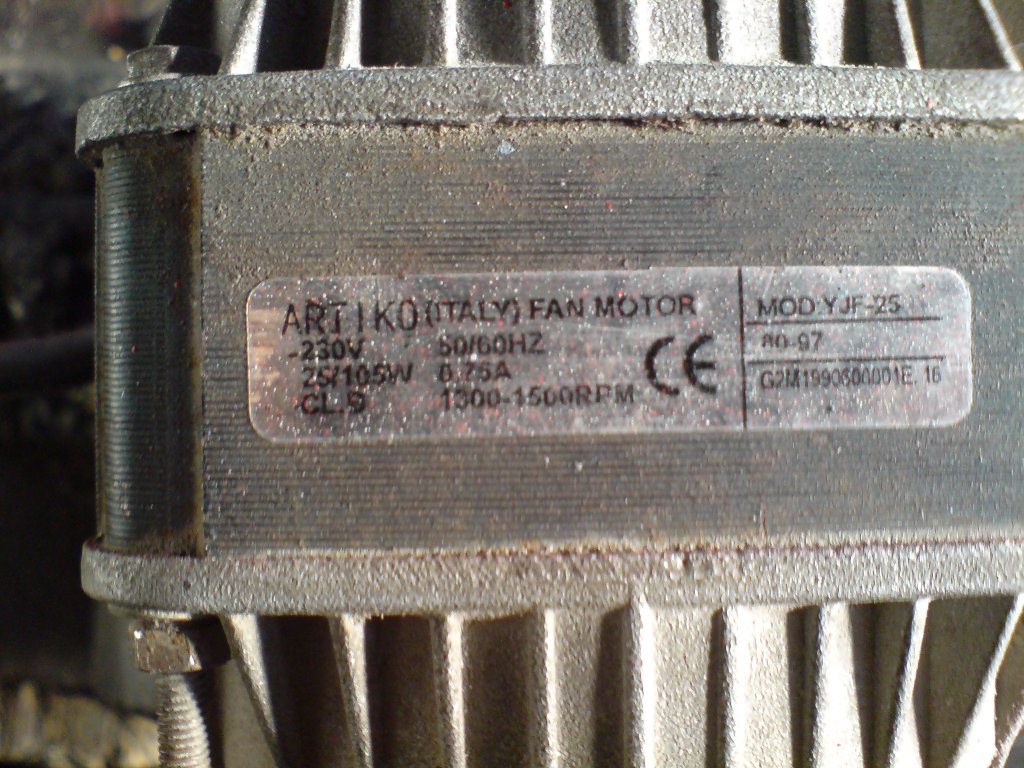 ARTIKO (ITALY) FAN MOTOR
~230V 50/60HZ
25/105W 0.75A
CL.B 1300-1500RPM
CE
MOD YJF-25
80-97
G2M1990600001E. 16